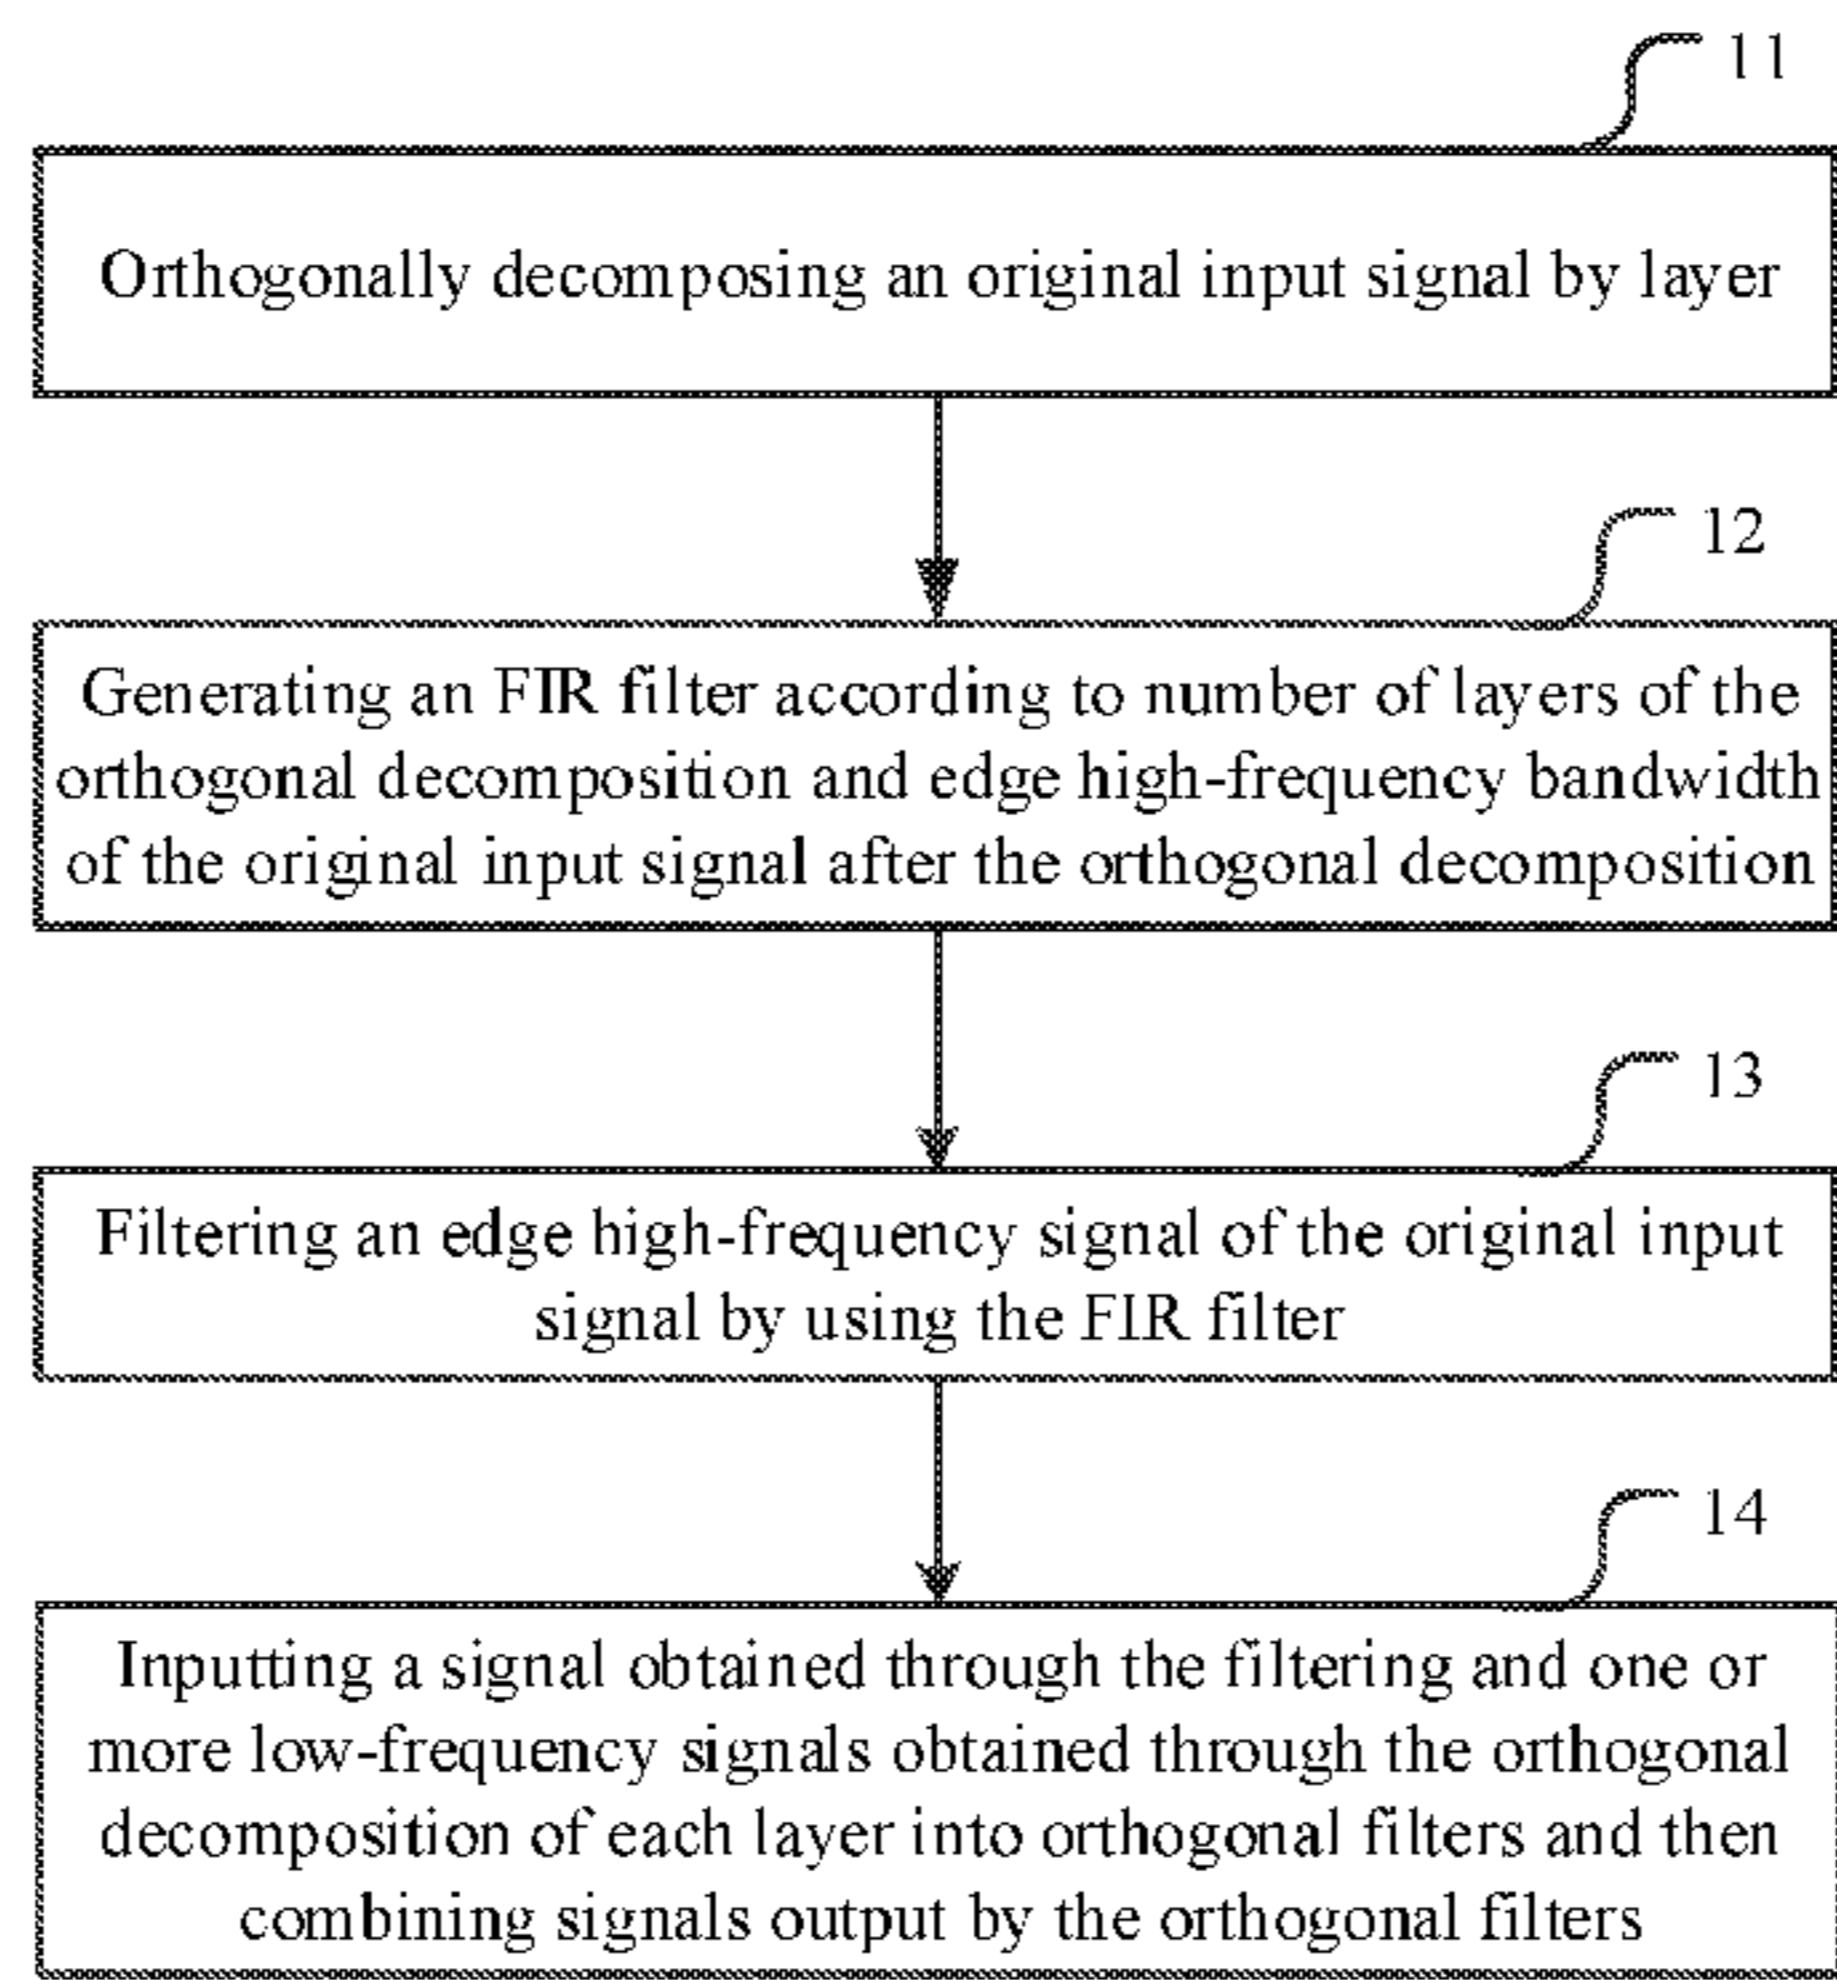 11
Orthogonally decomposing an original input signal by layer
12
Generating an FIR filter according to number of layers of the
orthogonal decomposition and edge high-frequency bandwidth
of the original input signal after the orthogonal decomposition
13
Filtering an edge high-frequency signal of the original input
signal by using the FIR filter
14
Inputting a signal obtained through the filtering and one or
more low-frequency signals obtained through the orthogonal
decomposition of each layer into orthogonal filters and then
combining signals output by the orthogonal filters